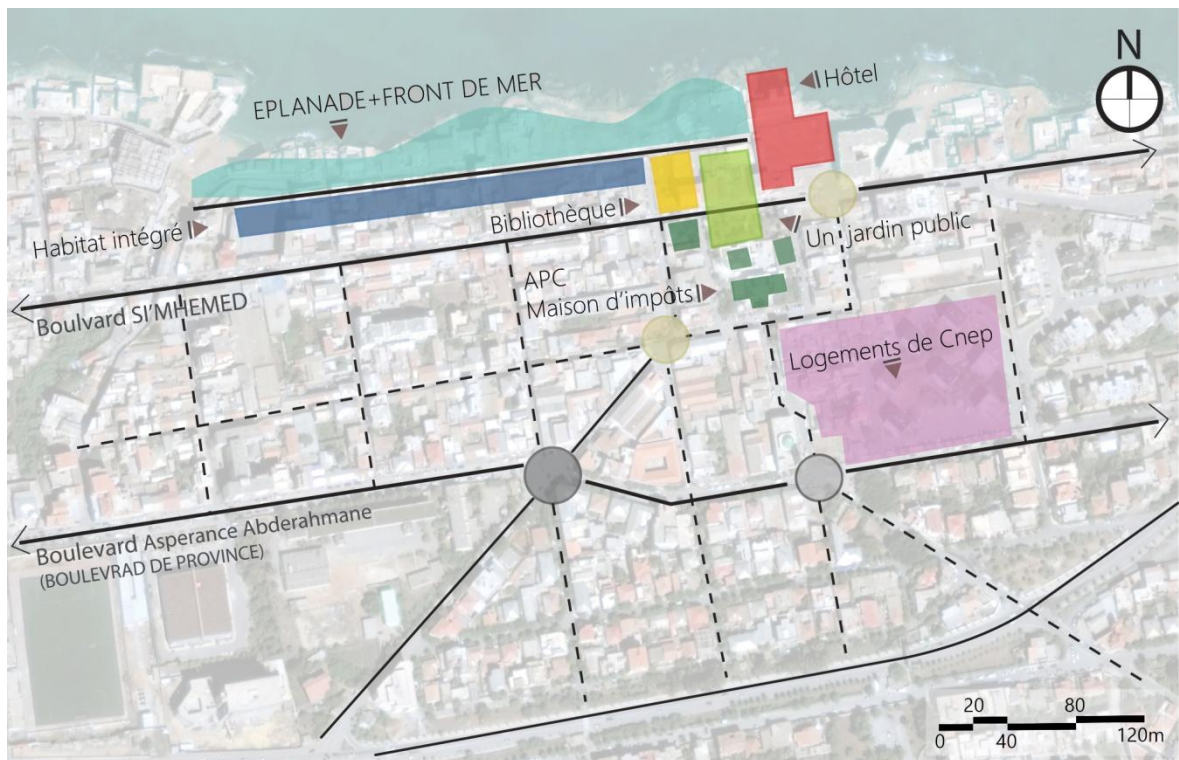 N
Hôtel
EPLANADE+FRONT DE MER
Habitat intégré
Bibliothèque
Un jardin public
Boulvard SI'MHEMED
APC
Maison d'impôts
Logements de Cnep
Boulevard Asperance Abderahmane
(BOULEVRAD DE PROVINCE)
20 80
0 40 120m